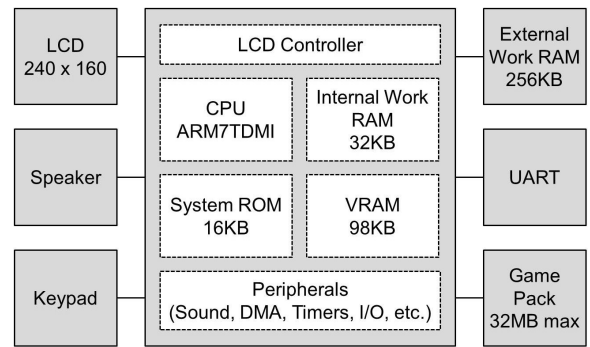 LCD
240 x 160
Speaker
Keypad
LCD Controller
CPU
ARM7TDMI
Internal Work
RAM
32KB
System ROM
16KB
VRAM
98KB
Peripherals
(Sound, DMA, Timers, I/O, etc.)
External
Work RAM
256KB
UART
Game
Pack
32MB max